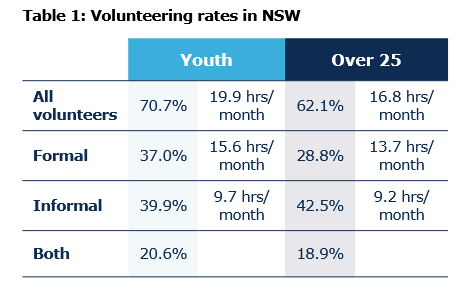 Table 1: Volunteering rates in NSW
Youth Over 25
All volunteers 70.7% 19.9 hrs/month 62.1% 16.8 hrs/month
Formal 37.0% 15.6 hrs/month 28.8% 13.7 hrs/month
Informal 39.9% 9.7 hrs/month 42.5% 9.2 hrs/month
Both 20.6% 18.9%